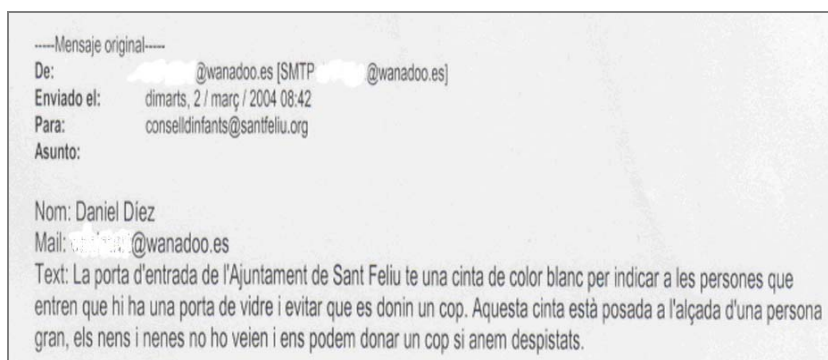 -----Mensaje original-----
De: @wanadoo.es [SMTP @wanadoo.es]
Enviado el: dimarts, 2 / març / 2004 08:42
Para: conselldinfants@santfeliu.org
Asunto:
Nom: Daniel Díez
Mail: @wanadoo.es
Text: La porta d'entrada de l'Ajuntament de Sant Feliu te una cinta de color blanc per indicar a les persones que
entren que hi ha una porta de vidre i evitar que es donin un cop. Aquesta cinta està posada a l'alçada d'una persona
gran, els nens i nenes no ho veien i ens podem donar un cop si anem despistats.